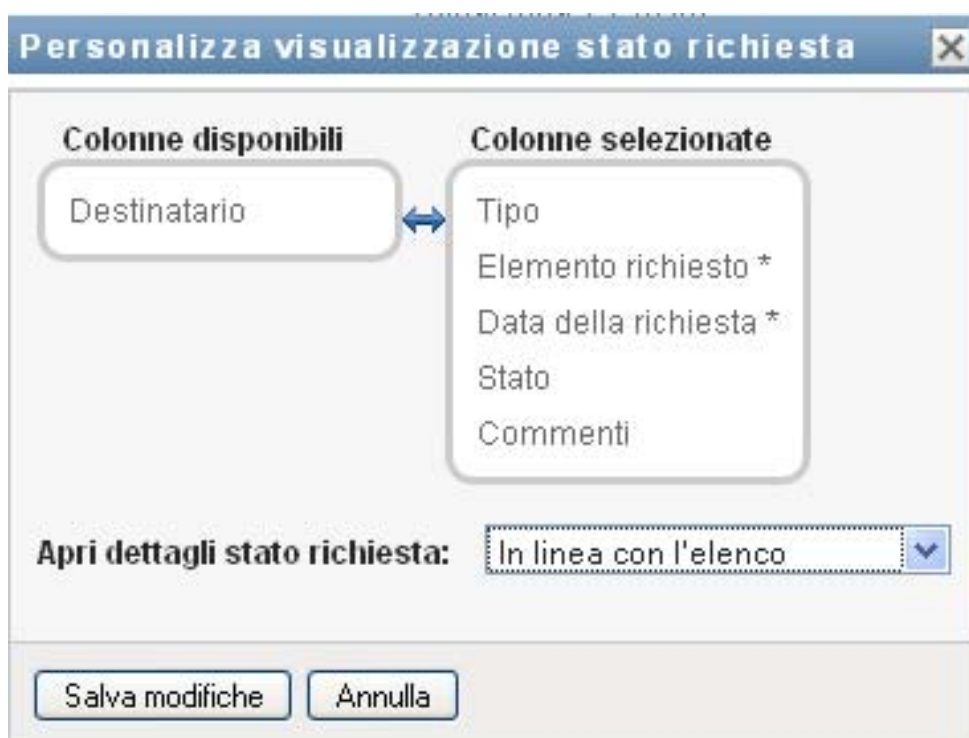 Personalizza visualizzazione stato richiesta
Colonne disponibili
Destinatario
Colonne selezionate
Tipo
Elemento richiesto *
Data della richiesta *
Stato
Commenti
Apri dettagli stato richiesta:
In linea con l'elenco
Salva modifiche
Annulla